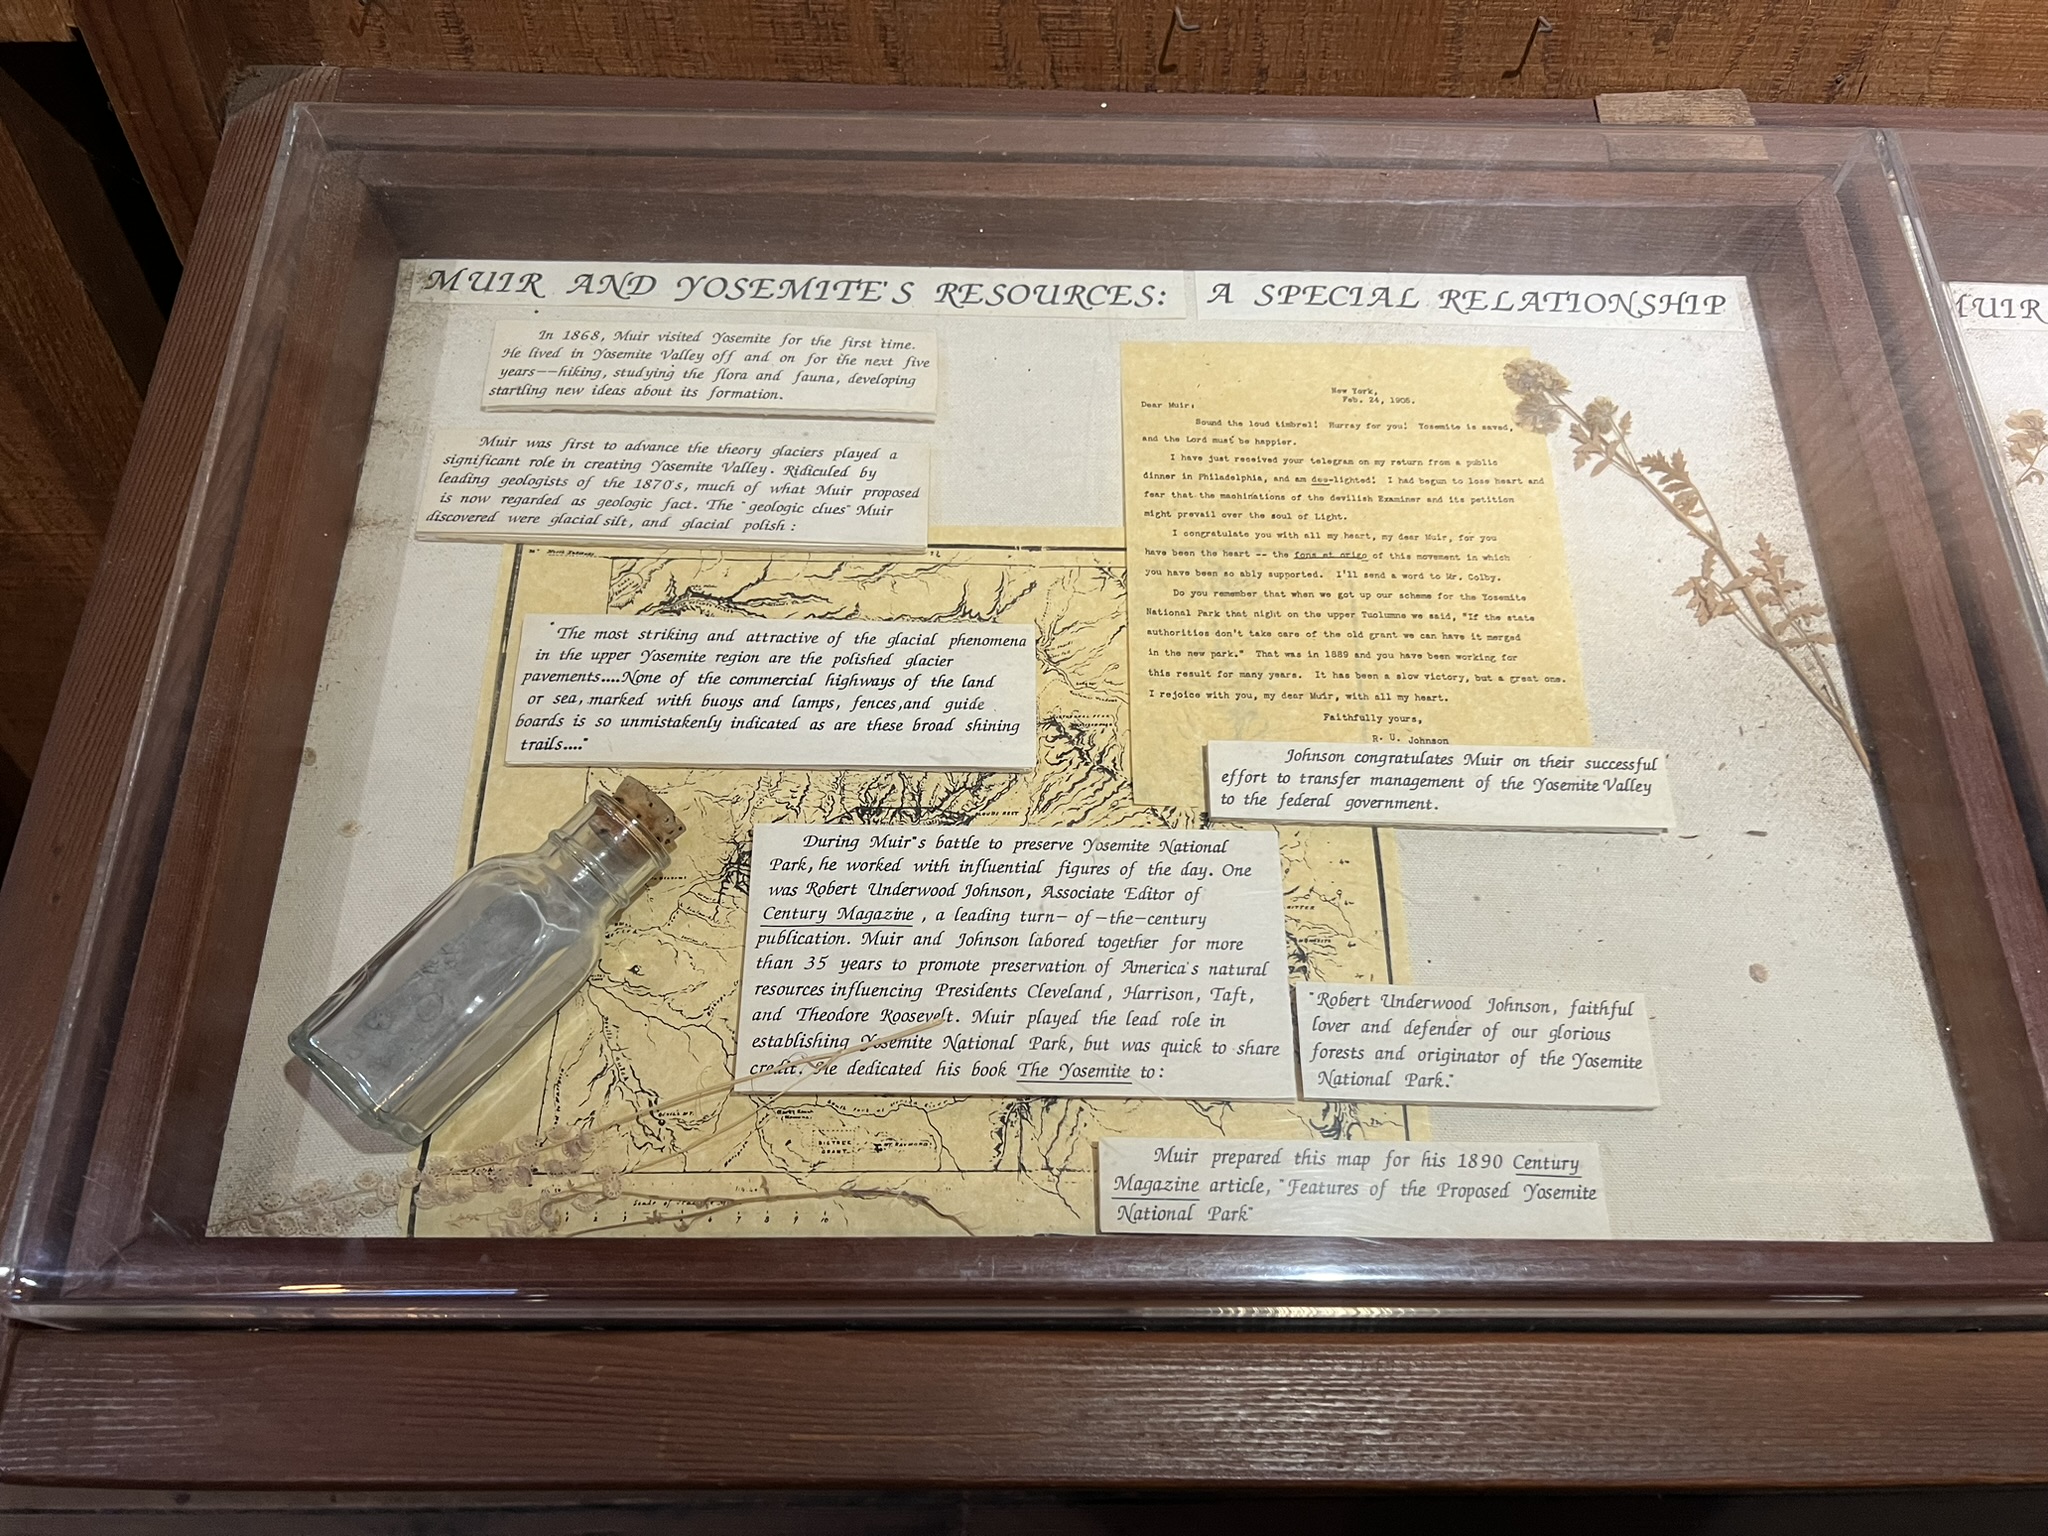 MUIR AND YOSEMITE'S RESOURCES: A SPECIAL RELATIONSHIP
In 1868, Muir visited Yosemite for the first time.
He lived in Yosemite Valley off and on for the next five
years--hiking, studying the flora and fauna, developing
startling new ideas about its formation.
Muir was first to advance the theory glaciers played a
significant role in creating Yosemite Valley. Ridiculed by
leading geologists of the 1870's, much of what Muir proposed
is now regarded as geologic fact. The "geologic clues" Muir
discovered were glacial silt, and glacial polish:
"The most striking and attractive of the glacial phenomena
in the upper Yosemite region are the polished glacier
pavements....None of the commercial highways of the land
or sea, marked with buoys and lamps, fences, and guide
boards is so unmistakenly indicated as are these broad shining
trails...."
New York,
Feb. 24, 1905.
Dear Muir:
Sound the loud timbrel! Hurray for you! Yosemite is saved,
and the Lord must be happier.
I have just received your telegram on my return from a public
dinner in Philadelphia, and am dee-lighted! I had begun to lose heart and
fear that the machinations of the devilish Examiner and its petition
might prevail over the soul of Light.
I congratulate you with all my heart, my dear Muir, for you
have been the heart -- the fons et origo of this movement in which
you have been so ably supported. I'll send a word to Mr. Colby.
Do you remember that when we got up our scheme for the Yosemite
National Park that night on the upper Tuolumne we said, "If the state
authorities don't take care of the old grant we can have it merged
in the new park." That was in 1889 and you have been working for
this result for many years. It has been a slow victory, but a great one.
I rejoice with you, my dear Muir, with all my heart.
Faithfully yours,
R. U. Johnson
Johnson congratulates Muir on their successful
effort to transfer management of the Yosemite Valley
to the federal government.
During Muir"s battle to preserve Yosemite National
Park, he worked with influential figures of the day. One
was Robert Underwood Johnson, Associate Editor of
Century Magazine, a leading turn-of-the-century
publication. Muir and Johnson labored together for more
than 35 years to promote preservation of America's natural
resources influencing Presidents Cleveland, Harrison, Taft,
and Theodore Roosevelt. Muir played the lead role in
establishing Yosemite National Park, but was quick to share
credit. He dedicated his book The Yosemite to:
"Robert Underwood Johnson, faithful
lover and defender of our glorious
forests and originator of the Yosemite
National Park."
Muir prepared this map for his 1890 Century
Magazine article, "Features of the Proposed Yosemite
National Park"
CLOUDS REST
BIG TREE
GRANT
MT RAYMOND
7 8 9 10
MUIR